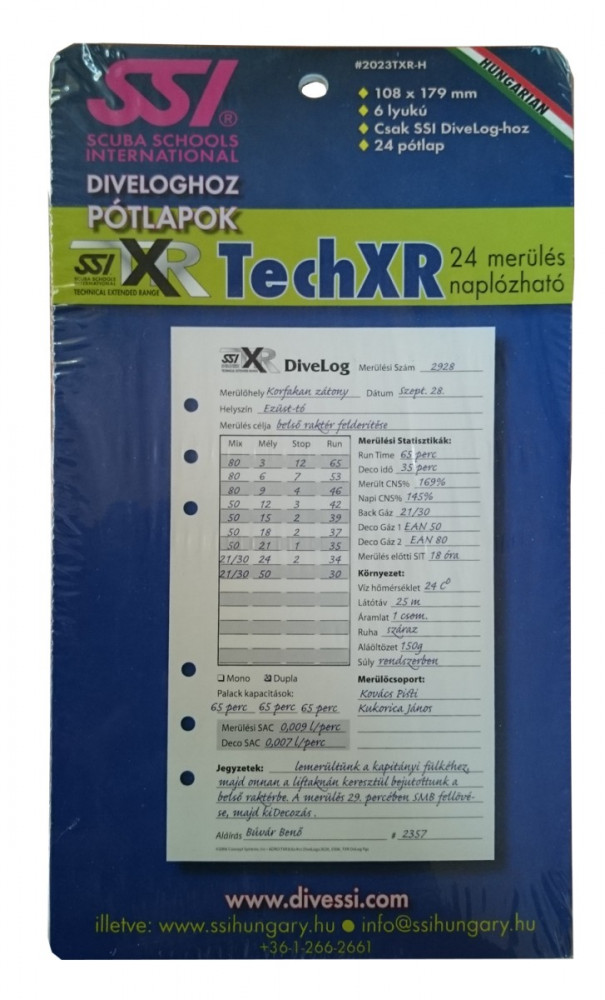 #2023TXR-H
HUNGARIAN
SSI®
SCUBA SCHOOLS
INTERNATIONAL
◆ 108 x 179 mm
◆ 6 lyukú
◆ Csak SSI DiveLog-hoz
◆ 24 pótlap
DIVELOGHOZ
PÓTLAPOK
SSI XR TechXR 24 merülés
SCUBA SCHOOLS INTERNATIONAL naplózható
TECHNICAL EXTENDED RANGE
SSI XR DiveLog Merülési Szám 2928
Merülőhely Korfakan zátony Dátum Szept. 28.
Helyszín Ezüst-tó
Merülés célja belső raktér felderítése
Mix Mély Stop Run
80 3 12 65
80 6 7 53
80 9 4 46
50 12 3 42
50 15 2 39
50 18 2 37
50 21 1 35
21/30 24 2 34
21/30 50 30
Merülési Statisztikák:
Run Time 65 perc
Deco idő 35 perc
Merült CNS% 169%
Napi CNS% 145%
Back Gáz 21/30
Deco Gáz 1 EAN 50
Deco Gáz 2 EAN 80
Merülés előtti SIT 18 óra
Környezet:
Víz hőmérséklet 24 C°
Látótáv 25 m
Áramlat 1 csom.
Ruha száraz
Aláöltözet 150g
Súly rendszerben
Mono Dupla
Palack kapacitások:
65 perc 65 perc 65 perc
Merülési SAC 0,009 l/perc
Deco SAC 0,007 l/perc
Merülőcsoport:
Kovács Pisti
Kukorica János
Jegyzetek: lemerültünk a kapitányi fülkéhez,
majd onnan a liftaknán keresztül bejutottunk a
belső raktérbe. A merülés 29. percében SMB fellövé-
se, majd kiDecozás.
Aláírás Búvár Benő # 2357
www.divessi.com
illetve: www.ssihungary.hu ● info@ssihungary.hu
+36-1-266-2661